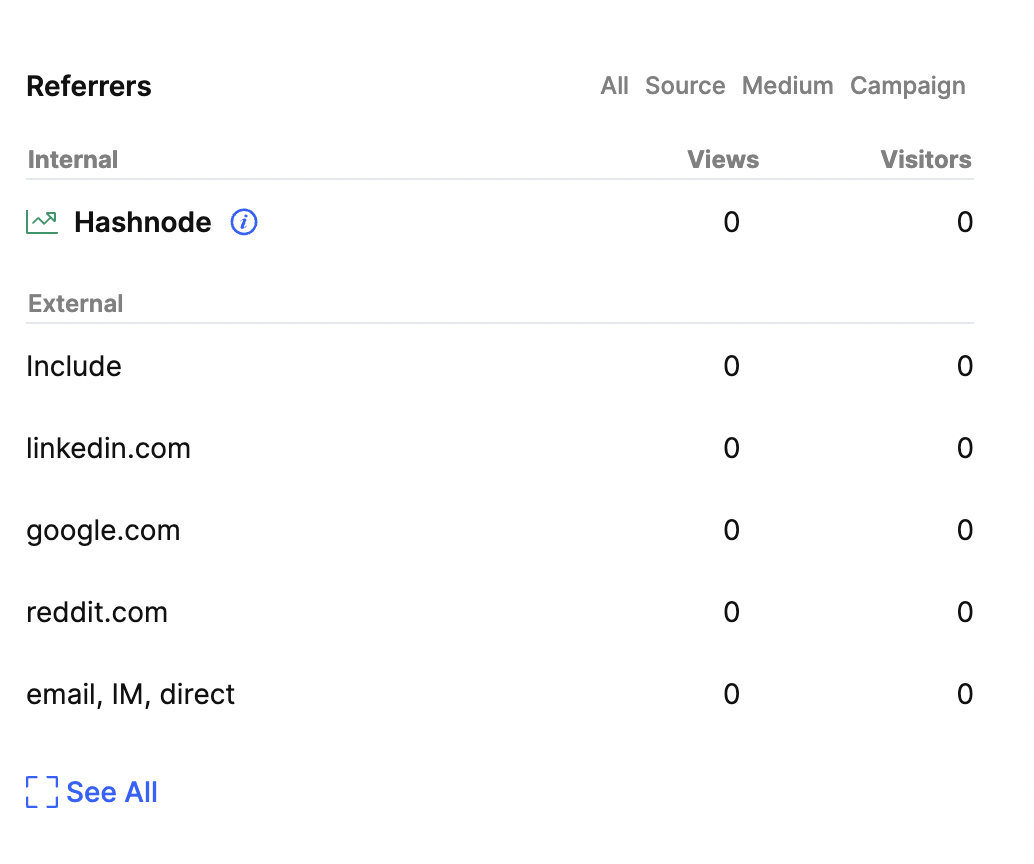 Referrers All Source Medium Campaign
Internal Views Visitors
Hashnode i 0 0
External
Include 0 0
linkedin.com 0 0
google.com 0 0
reddit.com 0 0
email, IM, direct 0 0
See All